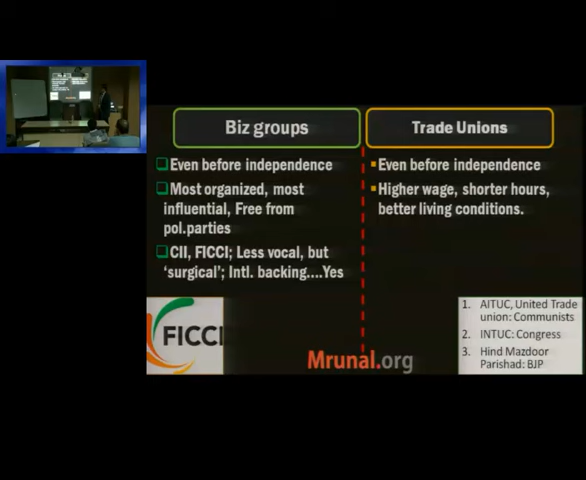 Biz groups
Even before independence
Most organized, most
influential, Free from
pol.parties
CII, FICCI; Less vocal, but
‘surgical’; Intl. backing....Yes
FICCI
Trade Unions
Even before independence
Higher wage, shorter hours,
better living conditions.
1. AITUC, United Trade
union: Communists
2. INTUC: Congress
3. Hind Mazdoor
Parishad: BJP
Mrunal.org